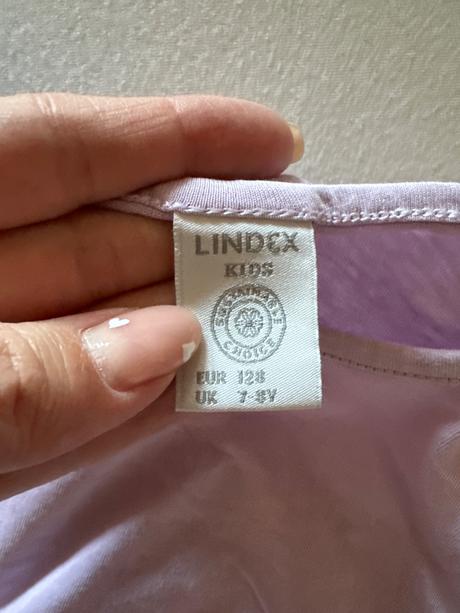 LINDEX
KIDS
SUSTAINABLE
CHOICE
EUR 128
UK 7-8Y